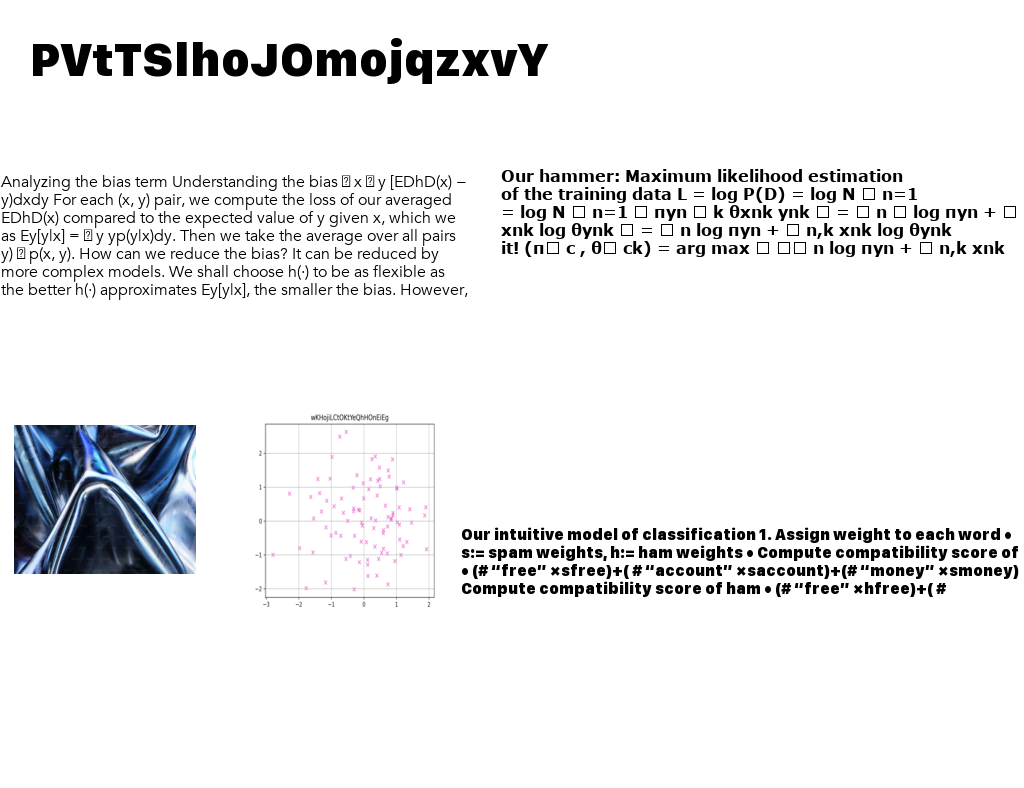 PVtTSlhoJOmojqzxvY
Analyzing the bias term Understanding the bias � x � y [EDhD(x) −
y)dxdy For each (x, y) pair, we compute the loss of our averaged
EDhD(x) compared to the expected value of y given x, which we
as Ey[y|x] = � y yp(y|x)dy. Then we take the average over all pairs
y) � p(x, y). How can we reduce the bias? It can be reduced by
more complex models. We shall choose h(·) to be as flexible as
the better h(·) approximates Ey[y|x], the smaller the bias. However,
Our hammer: Maximum likelihood estimation
of the training data L = log P(D) = log N � n=1
= log N � n=1 � πyn � k θxnk ynk � = � n � log πyn + �
xnk log θynk � = � n log πyn + � n,k xnk log θynk
it! (π� c , θ� ck) = arg max � �� n log πyn + � n,k xnk
wKHojiLCtOKtYeQhHOnEiEg
2
1
0
−1
−2
−3 −2 −1 0 1 2
Our intuitive model of classification 1. Assign weight to each word •
s:= spam weights, h:= ham weights • Compute compatibility score of
• (# “free” ×sfree)+( # “account” ×saccount)+(# “money” ×smoney)
Compute compatibility score of ham • (# “free” ×hfree)+( #